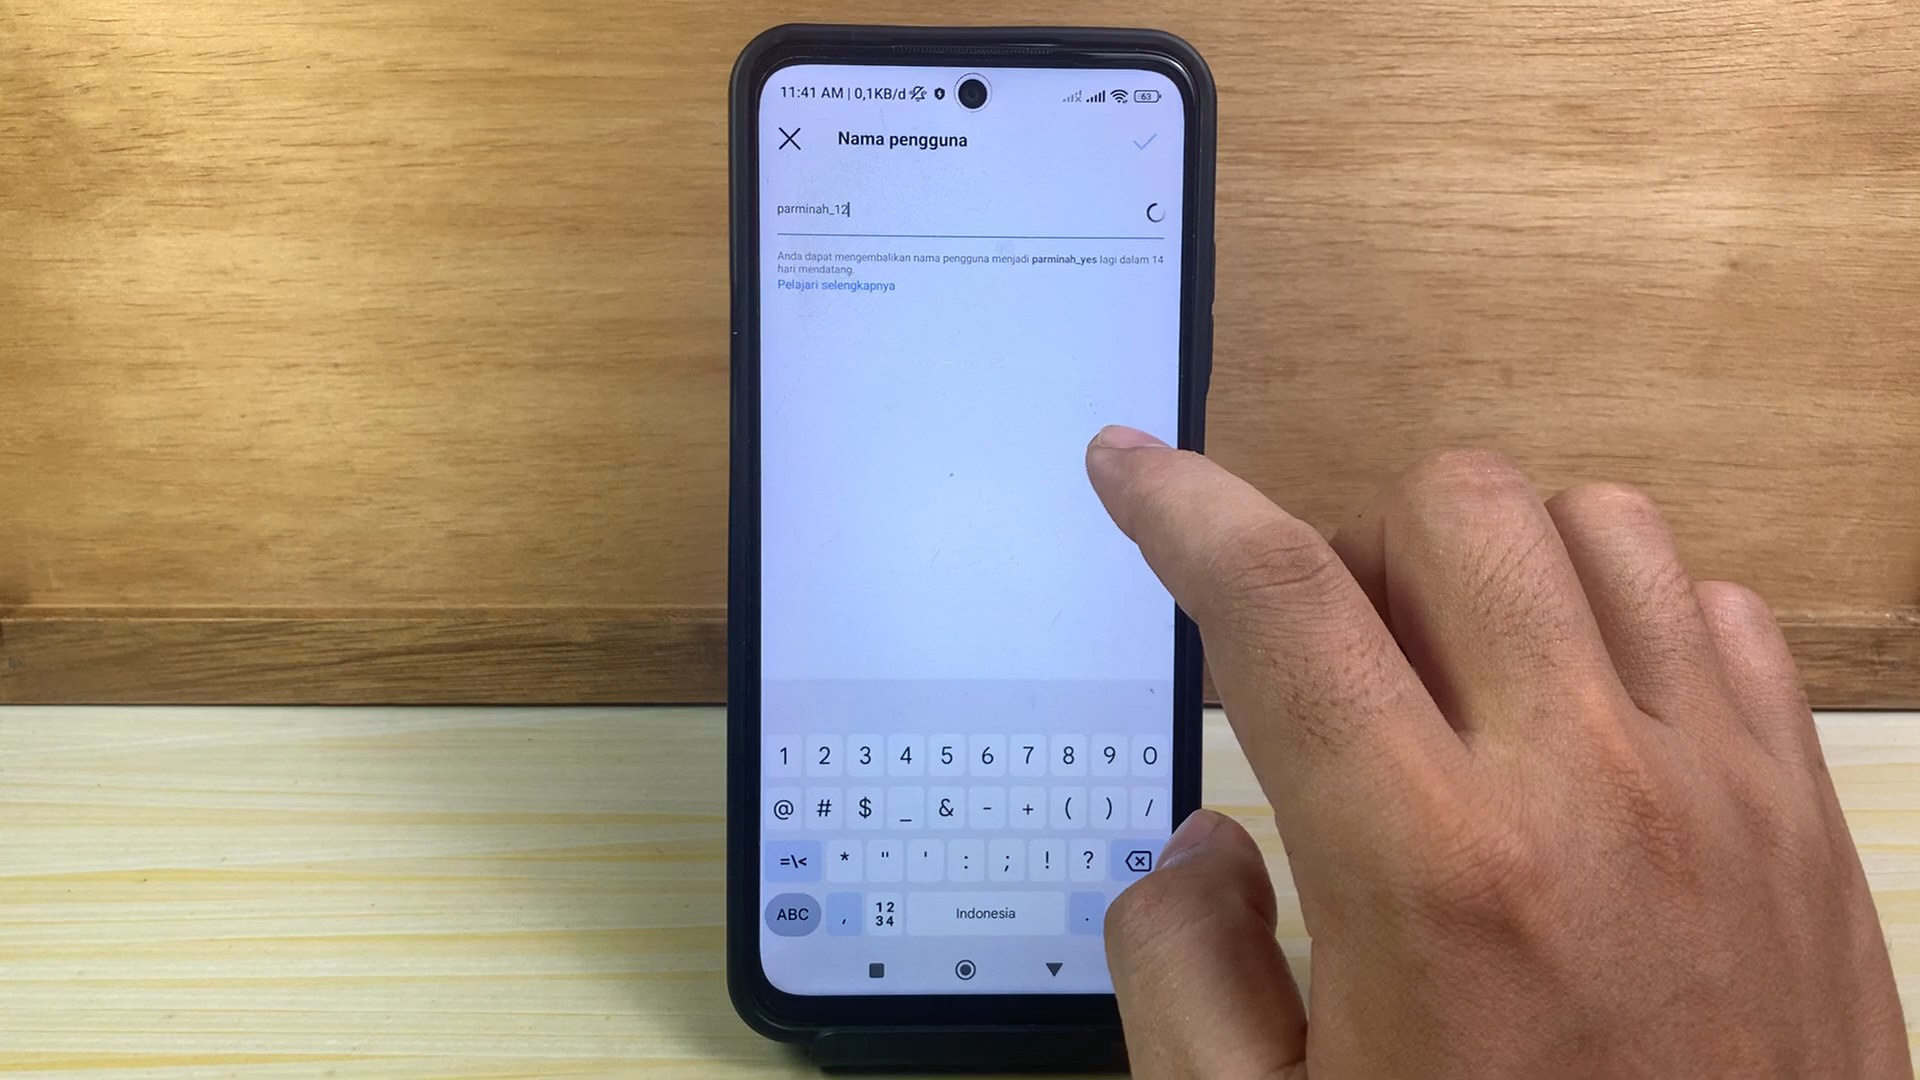 11:41 AM | 0,1KB/d
63
Nama pengguna
parminah_12
Anda dapat mengembalikan nama pengguna menjadi parminah_yes lagi dalam 14
hari mendatang.
Pelajari selengkapnya
1 2 3 4 5 6 7 8 9 0
@ # $ _ & - + ( ) /
=\< * " ' : ; ! ?
ABC , 12 34 Indonesia .